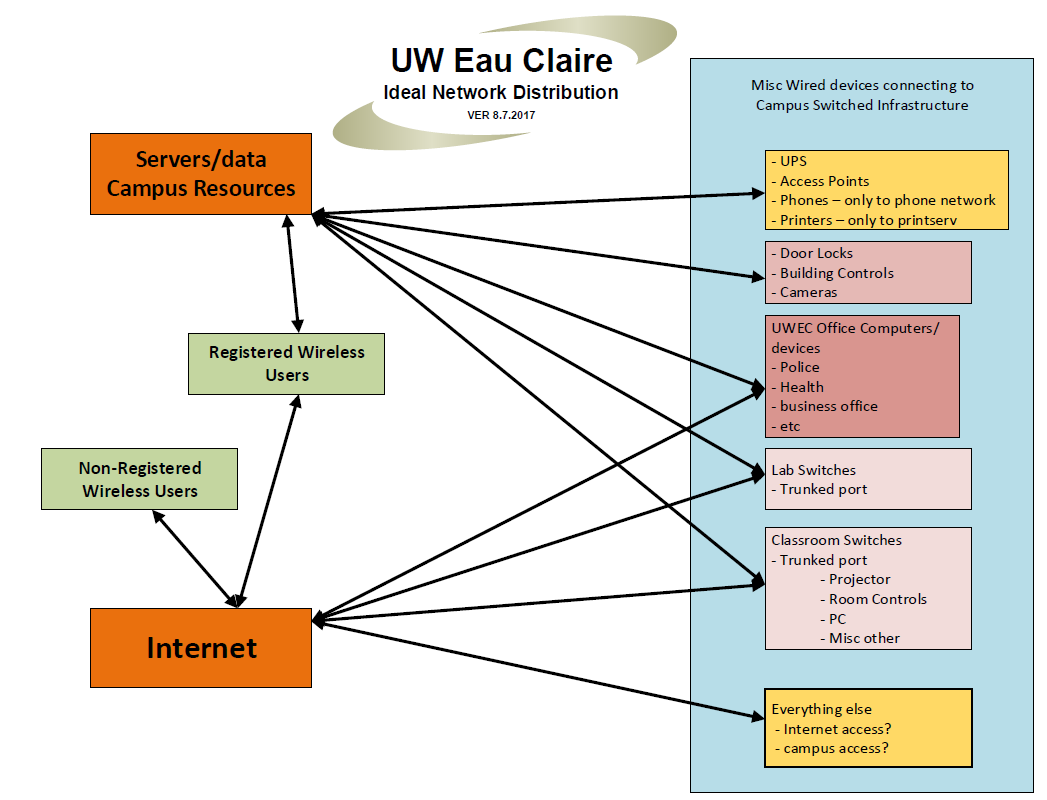 UW Eau Claire
Ideal Network Distribution
VER 8.7.2017
Misc Wired devices connecting to
Campus Switched Infrastructure
Servers/data
Campus Resources
- UPS
- Access Points
- Phones – only to phone network
- Printers – only to printserv
- Door Locks
- Building Controls
- Cameras
Registered Wireless
Users
UWEC Office Computers/
devices
- Police
- Health
- business office
- etc
Non-Registered
Wireless Users
Lab Switches
- Trunked port
Classroom Switches
- Trunked port
- Projector
- Room Controls
- PC
- Misc other
Internet
Everything else
- Internet access?
- campus access?